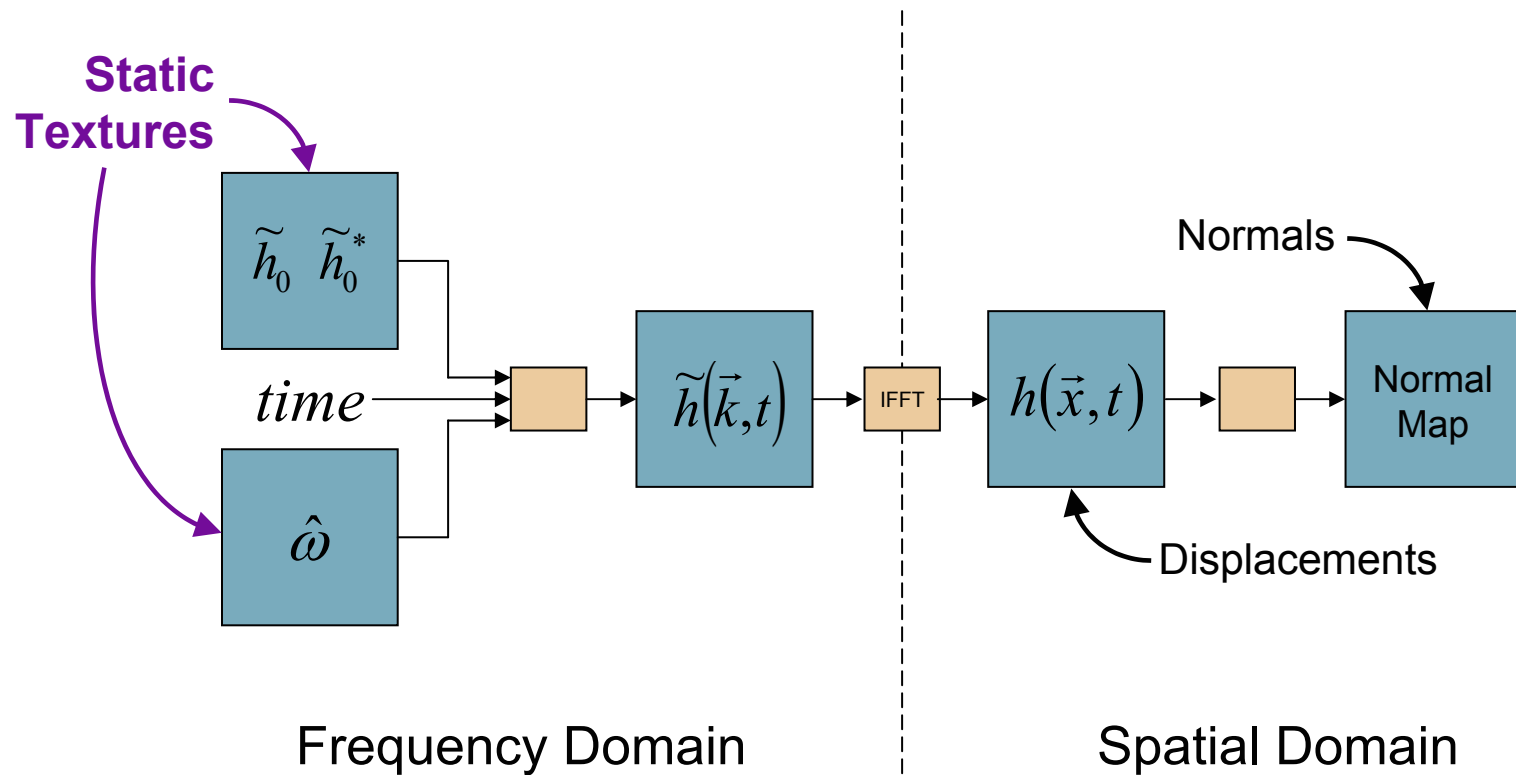 Static
Textures
h̃₀ h̃₀*
time
ω̂
h̃(k⃗,t)
IFFT
h(x⃗,t)
Normals
Normal
Map
Displacements
Frequency Domain
Spatial Domain